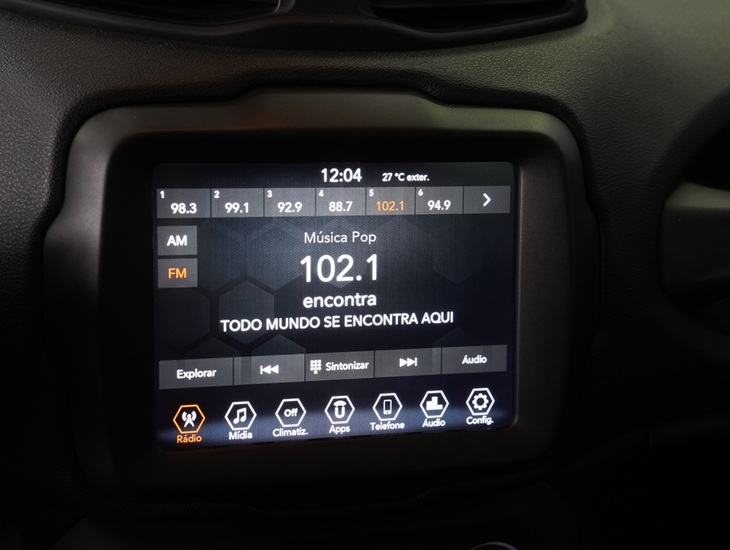 12:04 27 °C exter.
1 98.3 2 99.1 3 92.9 4 88.7 5 102.1 6 94.9
AM
Música Pop
FM
102.1
encontra
TODO MUNDO SE ENCONTRA AQUI
Explorar Sintonizar Áudio
Off
Rádio Mídia Climatiz. Apps Telefone Áudio Config.